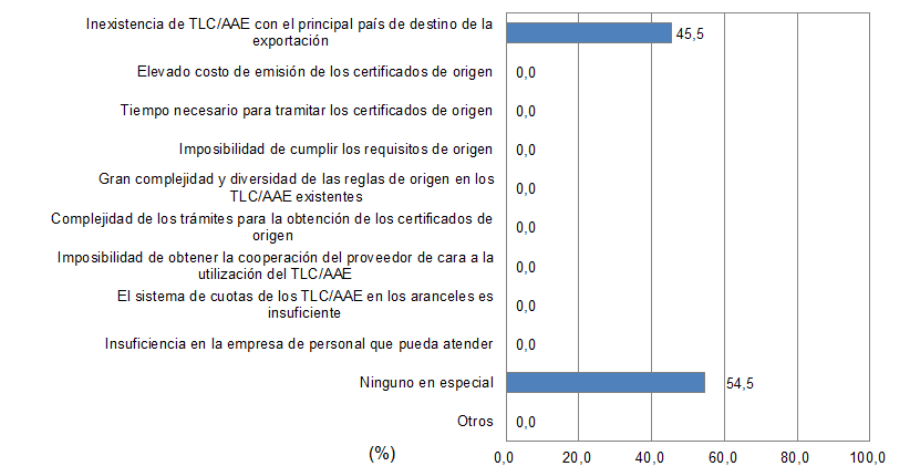 Inexistencia de TLC/AAE con el principal país de destino de la
exportación
45,5
Elevado costo de emisión de los certificados de origen
0,0
Tiempo necesario para tramitar los certificados de origen
0,0
Imposibilidad de cumplir los requisitos de origen
0,0
Gran complejidad y diversidad de las reglas de origen en los
TLC/AAE existentes
0,0
Complejidad de los trámites para la obtención de los certificados de
origen
0,0
Imposibilidad de obtener la cooperación del proveedor de cara a la
utilización del TLC/AAE
0,0
El sistema de cuotas de los TLC/AAE en los aranceles es
insuficiente
0,0
Insuficiencia en la empresa de personal que pueda atender
0,0
Ninguno en especial
54,5
Otros
0,0
(%)
0,0 20,0 40,0 60,0 80,0 100,0